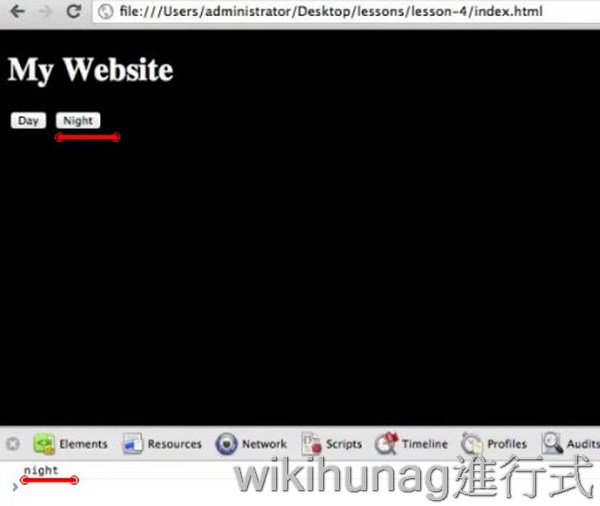 file:///Users/administrator/Desktop/lessons/lesson-4/index.html
My Website
Day Night
Elements Resources Network Scripts Timeline Profiles Audits
night
wikihunag進行式